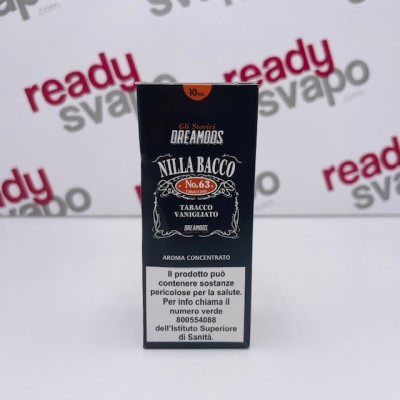 ready
svapo
.com
ready
svapo
.com
ready
svapo
10ML
Gli Storici
DREAMODS
NILLA BACCO
No.63
TABACCO
VANIGLIATO
DREAMODS
AROMA CONCENTRATO
Il prodotto può
contenere sostanze
pericolose per la salute.
Per info chiama il
numero verde
800554088
dell'Istituto Superiore
di Sanità.